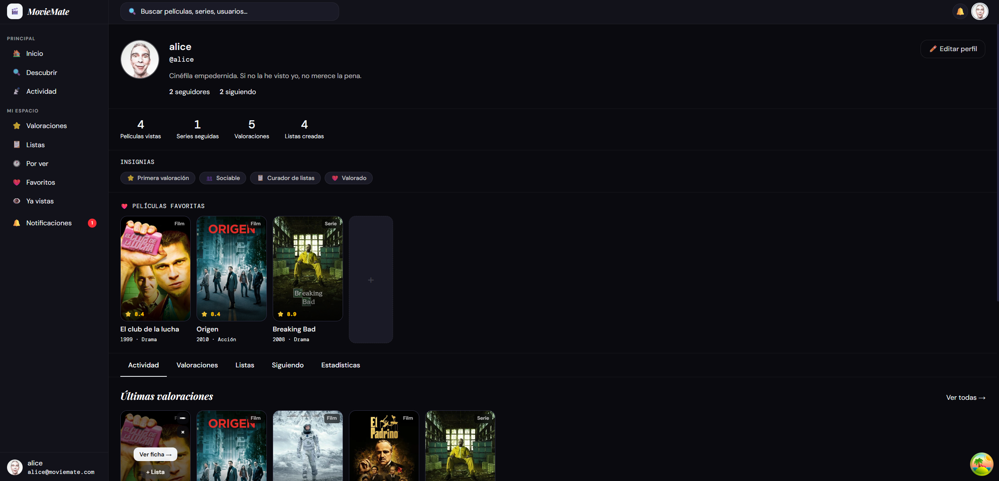 MovieMate
Buscar películas, series, usuarios...
PRINCIPAL
Inicio
Descubrir
Actividad
MI ESPACIO
Valoraciones
Listas
Por ver
Favoritos
Ya vistas
Notificaciones 1
alice
alice@moviemate.com
alice
@alice
Cinéfila empedernida. Si no la he visto yo, no merece la pena.
2 seguidores 2 siguiendo
Editar perfil
4 1 5 4
Películas vistas Series seguidas Valoraciones Listas creadas
INSIGNIAS
Primera valoración Sociable Curador de listas Valorado
PELÍCULAS FAVORITAS
Film
EL CLUB DE
LA LUCHA
8.4
El club de la lucha
1999 · Drama
Film
ORIGEN
8.4
Origen
2010 · Acción
Serie
Breaking
Bad
8.9
Breaking Bad
2008 · Drama
+
Actividad Valoraciones Listas Siguiendo Estadísticas
Últimas valoraciones
Ver todas →
EL CLUB DE
LA LUCHA
×
Ver ficha →
+ Lista
Film
ORIGEN
Film
Film
El
Padrino
Serie